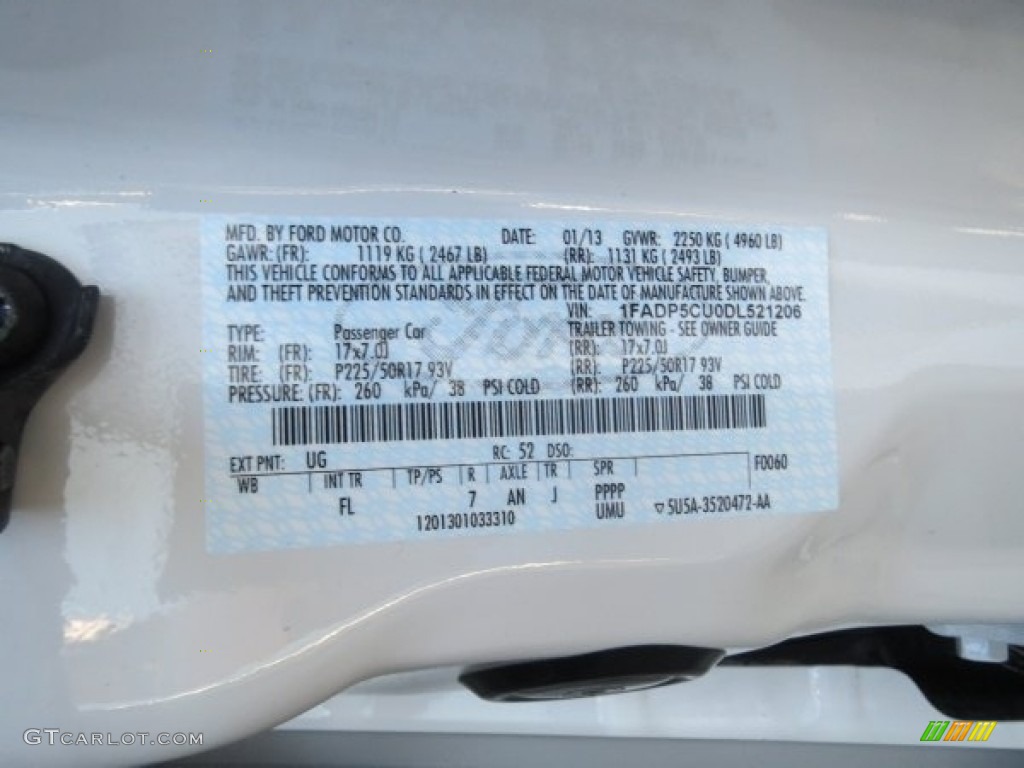 MFD. BY FORD MOTOR CO. DATE: 01/13 GVWR: 2250 KG ( 4960 LB)
GAWR: (FR): 1119 KG ( 2467 LB) (RR): 1131 KG ( 2493 LB)
THIS VEHICLE CONFORMS TO ALL APPLICABLE FEDERAL MOTOR VEHICLE SAFETY, BUMPER,
AND THEFT PREVENTION STANDARDS IN EFFECT ON THE DATE OF MANUFACTURE SHOWN ABOVE.
VIN: 1FADP5CU0DL521206
TYPE: Passenger Car TRAILER TOWING - SEE OWNER GUIDE
RIM: (FR): 17x7.0J (RR): 17x7.0J
TIRE: (FR): P225/50R17 93V (RR): P225/50R17 93V
PRESSURE: (FR): 260 kPa/ 38 PSI COLD (RR): 260 kPa/ 38 PSI COLD
EXT PNT: UG RC: 52 DSO:
WB INT TR TP/PS R AXLE TR SPR F0060
FL 7 AN J PPPP
1201301033310 UMU ▽ 5U5A-3520472-AA
GTCARLOT.COM